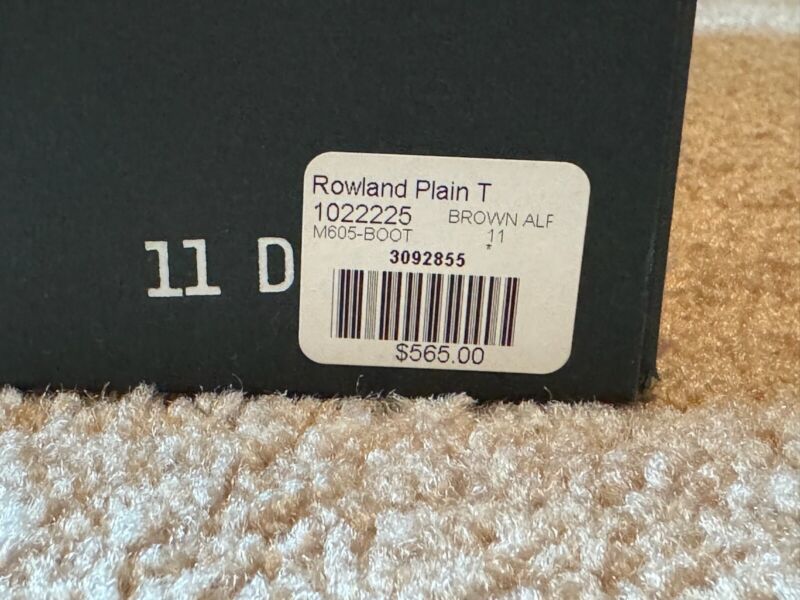 11 D
Rowland Plain T
1022225 BROWN ALF
M605-BOOT 11
*
3092855
$565.00